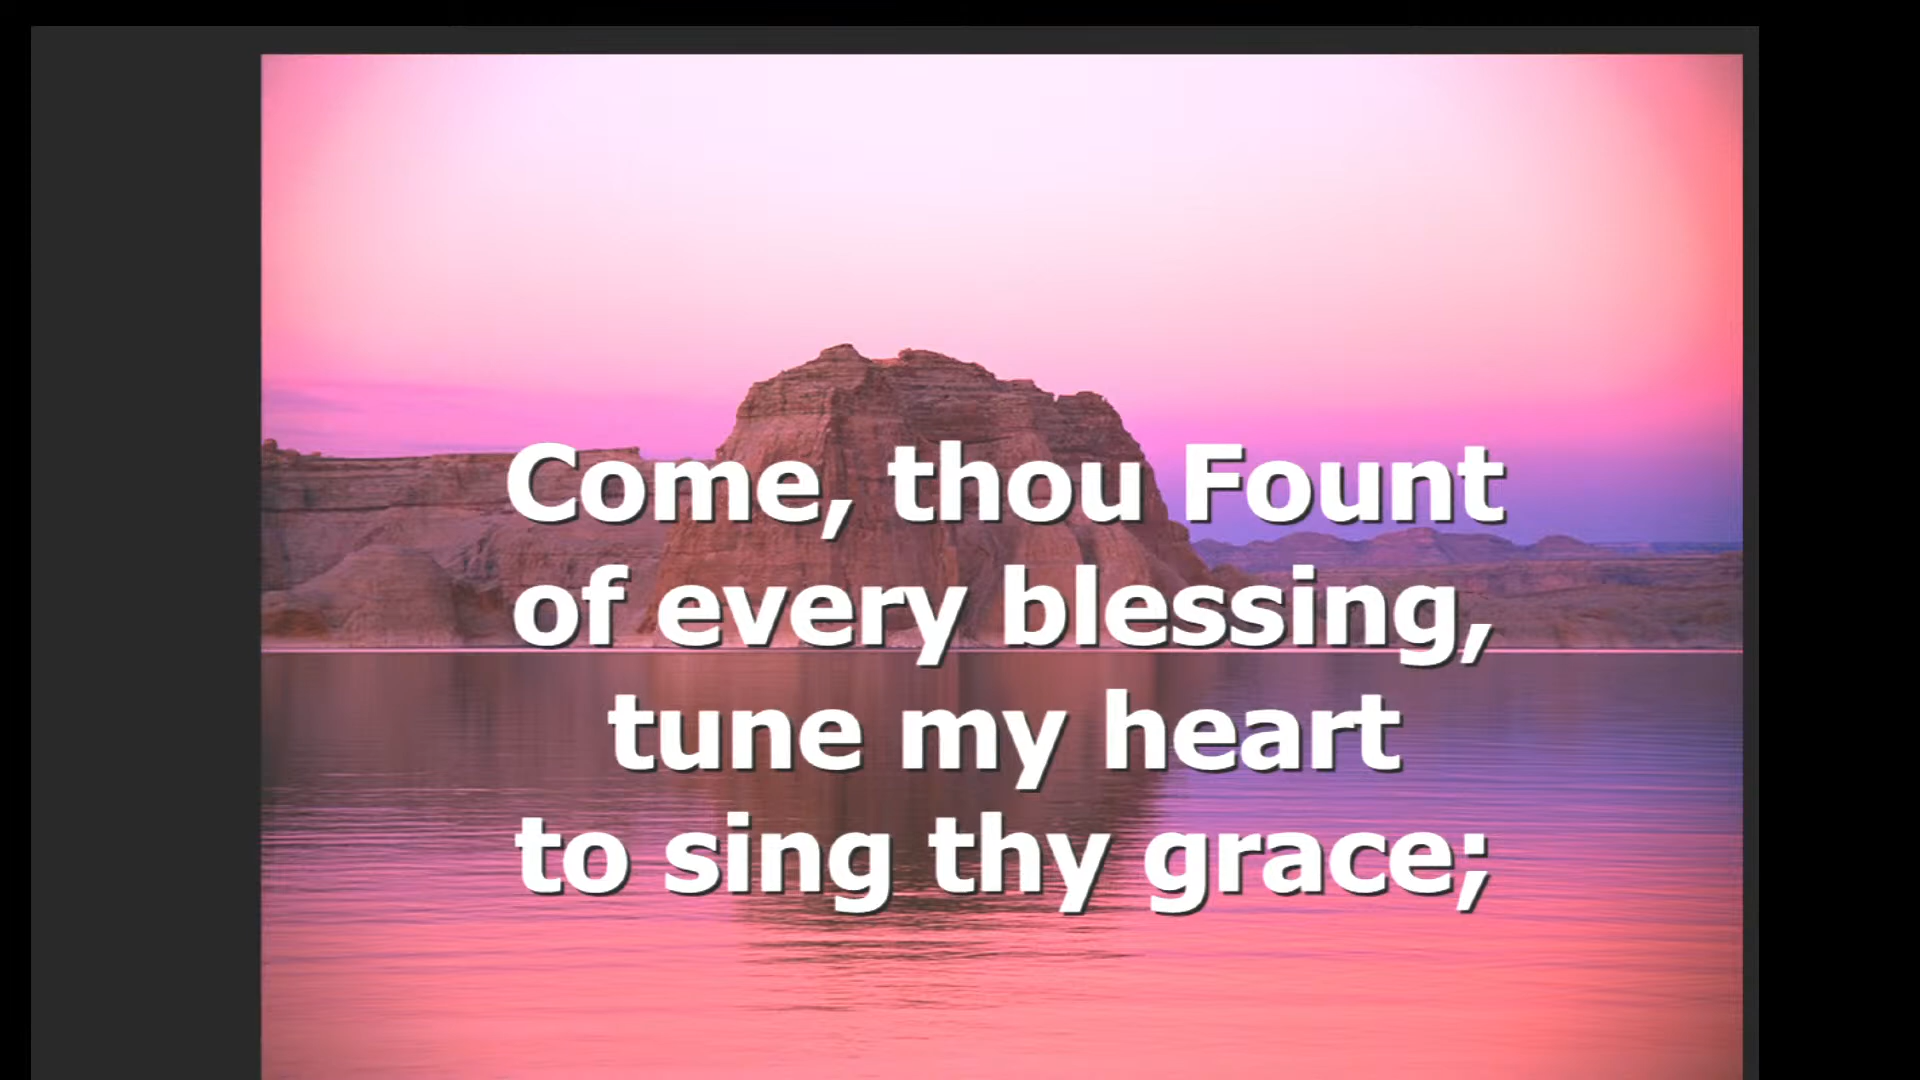 Come, thou Fount
of every blessing,
tune my heart
to sing thy grace;